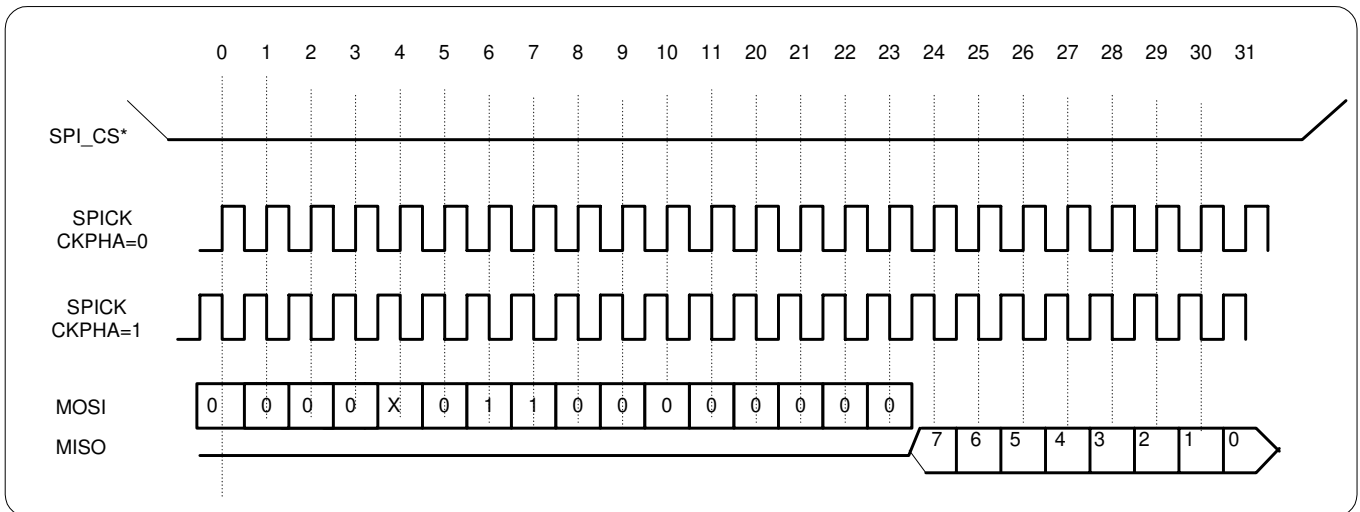 0 1 2 3 4 5 6 7 8 9 10 11 20 21 22 23 24 25 26 27 28 29 30 31
SPI_CS*
SPICK
CKPHA=0
SPICK
CKPHA=1
MOSI 0 0 0 0 X 0 1 1 0 0 0 0 0 0 0 0
MISO 7 6 5 4 3 2 1 0